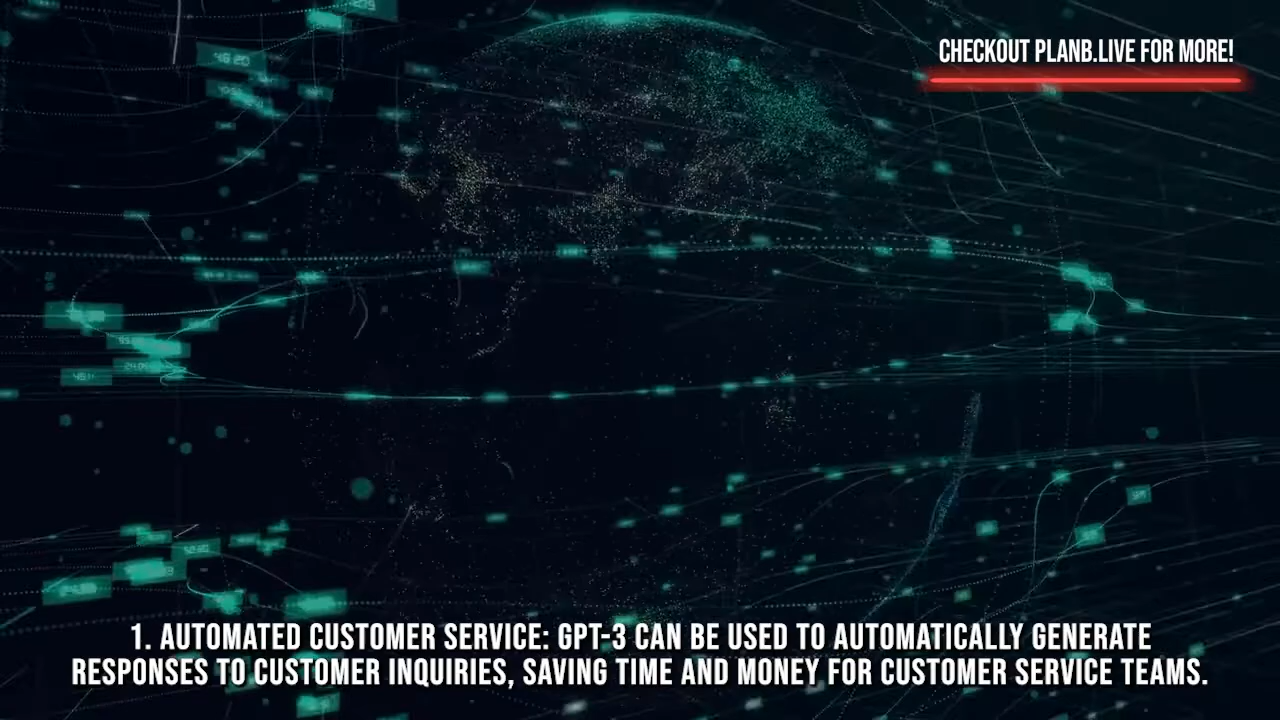 CHECKOUT PLANB.LIVE FOR MORE!
1. AUTOMATED CUSTOMER SERVICE: GPT-3 CAN BE USED TO AUTOMATICALLY GENERATE
RESPONSES TO CUSTOMER INQUIRIES, SAVING TIME AND MONEY FOR CUSTOMER SERVICE TEAMS.